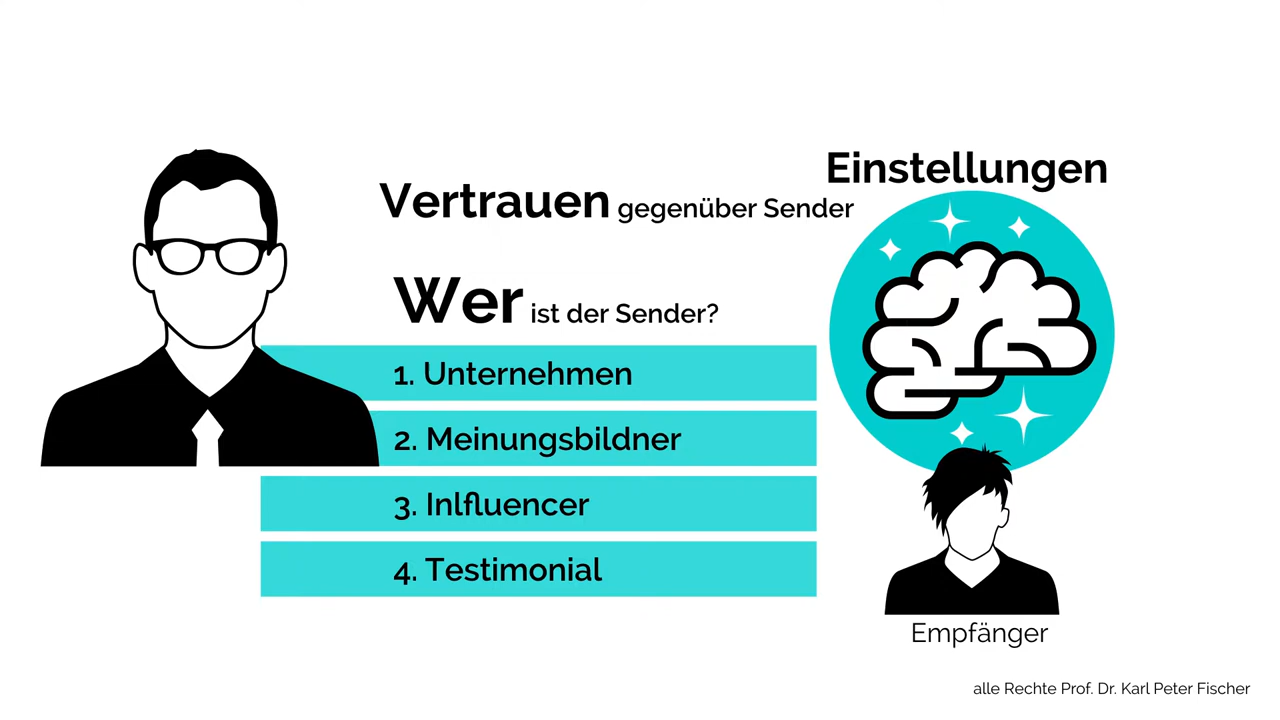 Einstellungen
Vertrauen gegenüber Sender
Wer ist der Sender?
1. Unternehmen
2. Meinungsbildner
3. Inlfluencer
4. Testimonial
Empfänger
alle Rechte Prof. Dr. Karl Peter Fischer